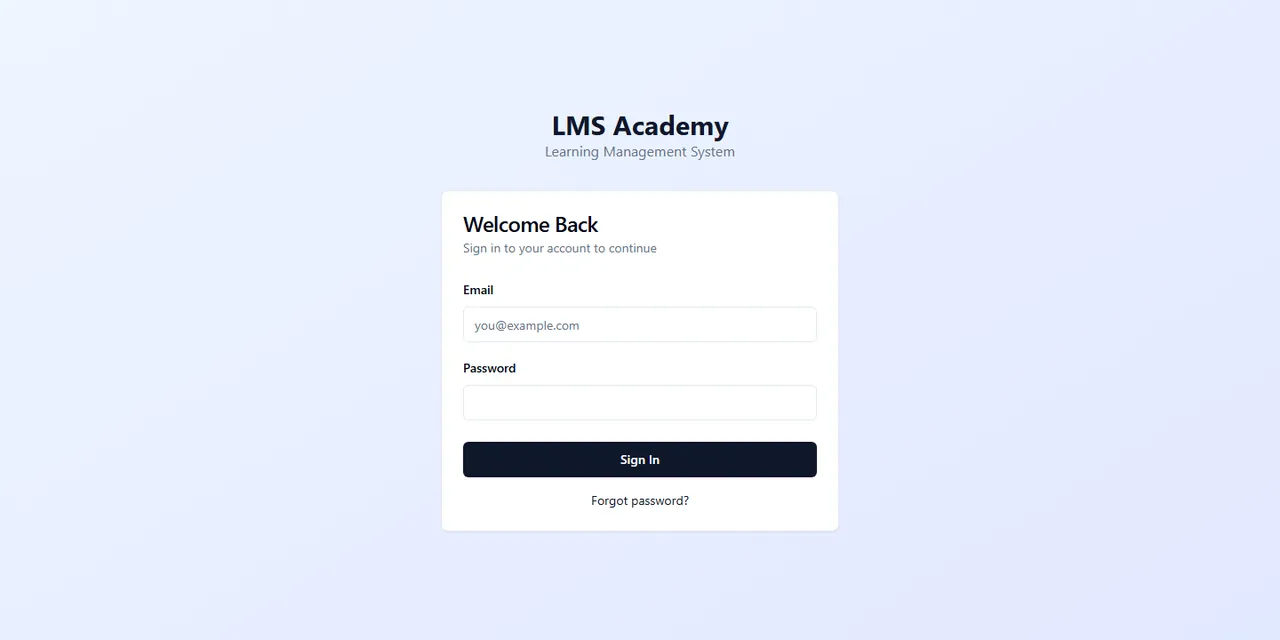 LMS Academy
Learning Management System
Welcome Back
Sign in to your account to continue
Email
you@example.com
Password
Sign In
Forgot password?